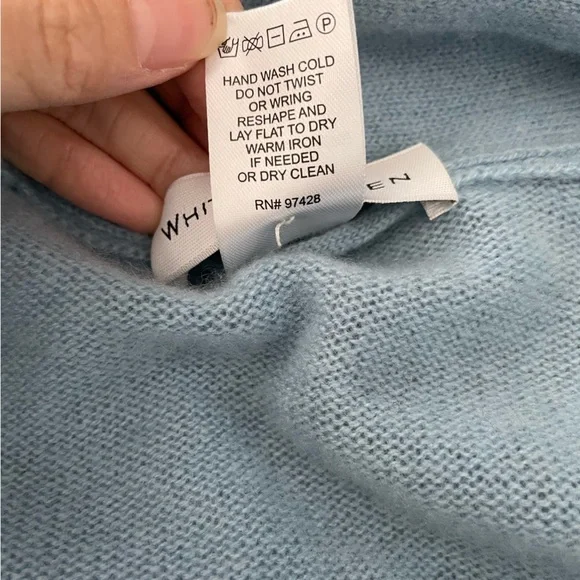 P
HAND WASH COLD
DO NOT TWIST
OR WRING
RESHAPE AND
LAY FLAT TO DRY
WARM IRON
IF NEEDED
OR DRY CLEAN
RN# 97428